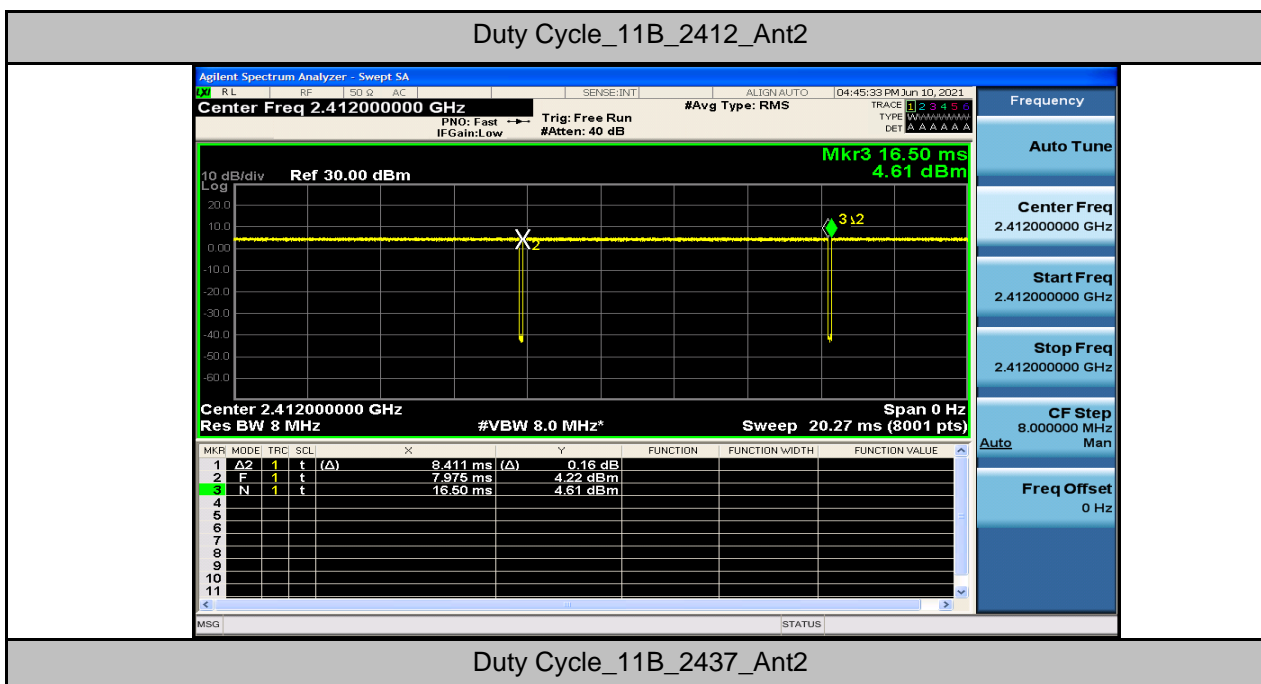 Duty Cycle_11B_2412_Ant2
Agilent Spectrum Analyzer - Swept SA
LXI RL RF 50 Ω AC SENSE:INT ALIGN AUTO 04:45:33 PM Jun 10, 2021
Center Freq 2.412000000 GHz #Avg Type: RMS TRACE 1 2 3 4 5 6
PNO: Fast Trig: Free Run TYPE W
IFGain:Low #Atten: 40 dB DET A A A A A A
Mkr3 16.50 ms
4.61 dBm
10 dB/div Ref 30.00 dBm
Log
20.0
10.0
0.00
-10.0
-20.0
-30.0
-40.0
-50.0
-60.0
2
3Δ2
Center 2.412000000 GHz Span 0 Hz
Res BW 8 MHz #VBW 8.0 MHz* Sweep 20.27 ms (8001 pts)
MKR MODE TRC SCL X Y FUNCTION FUNCTION WIDTH FUNCTION VALUE
1 Δ2 1 t (Δ) 8.411 ms (Δ) 0.16 dB
2 F 1 t 7.975 ms 4.22 dBm
3 N 1 t 16.50 ms 4.61 dBm
4
5
6
7
8
9
10
11
MSG STATUS
Frequency
Auto Tune
Center Freq
2.412000000 GHz
Start Freq
2.412000000 GHz
Stop Freq
2.412000000 GHz
CF Step
8.000000 MHz
Auto Man
Freq Offset
0 Hz
Duty Cycle_11B_2437_Ant2